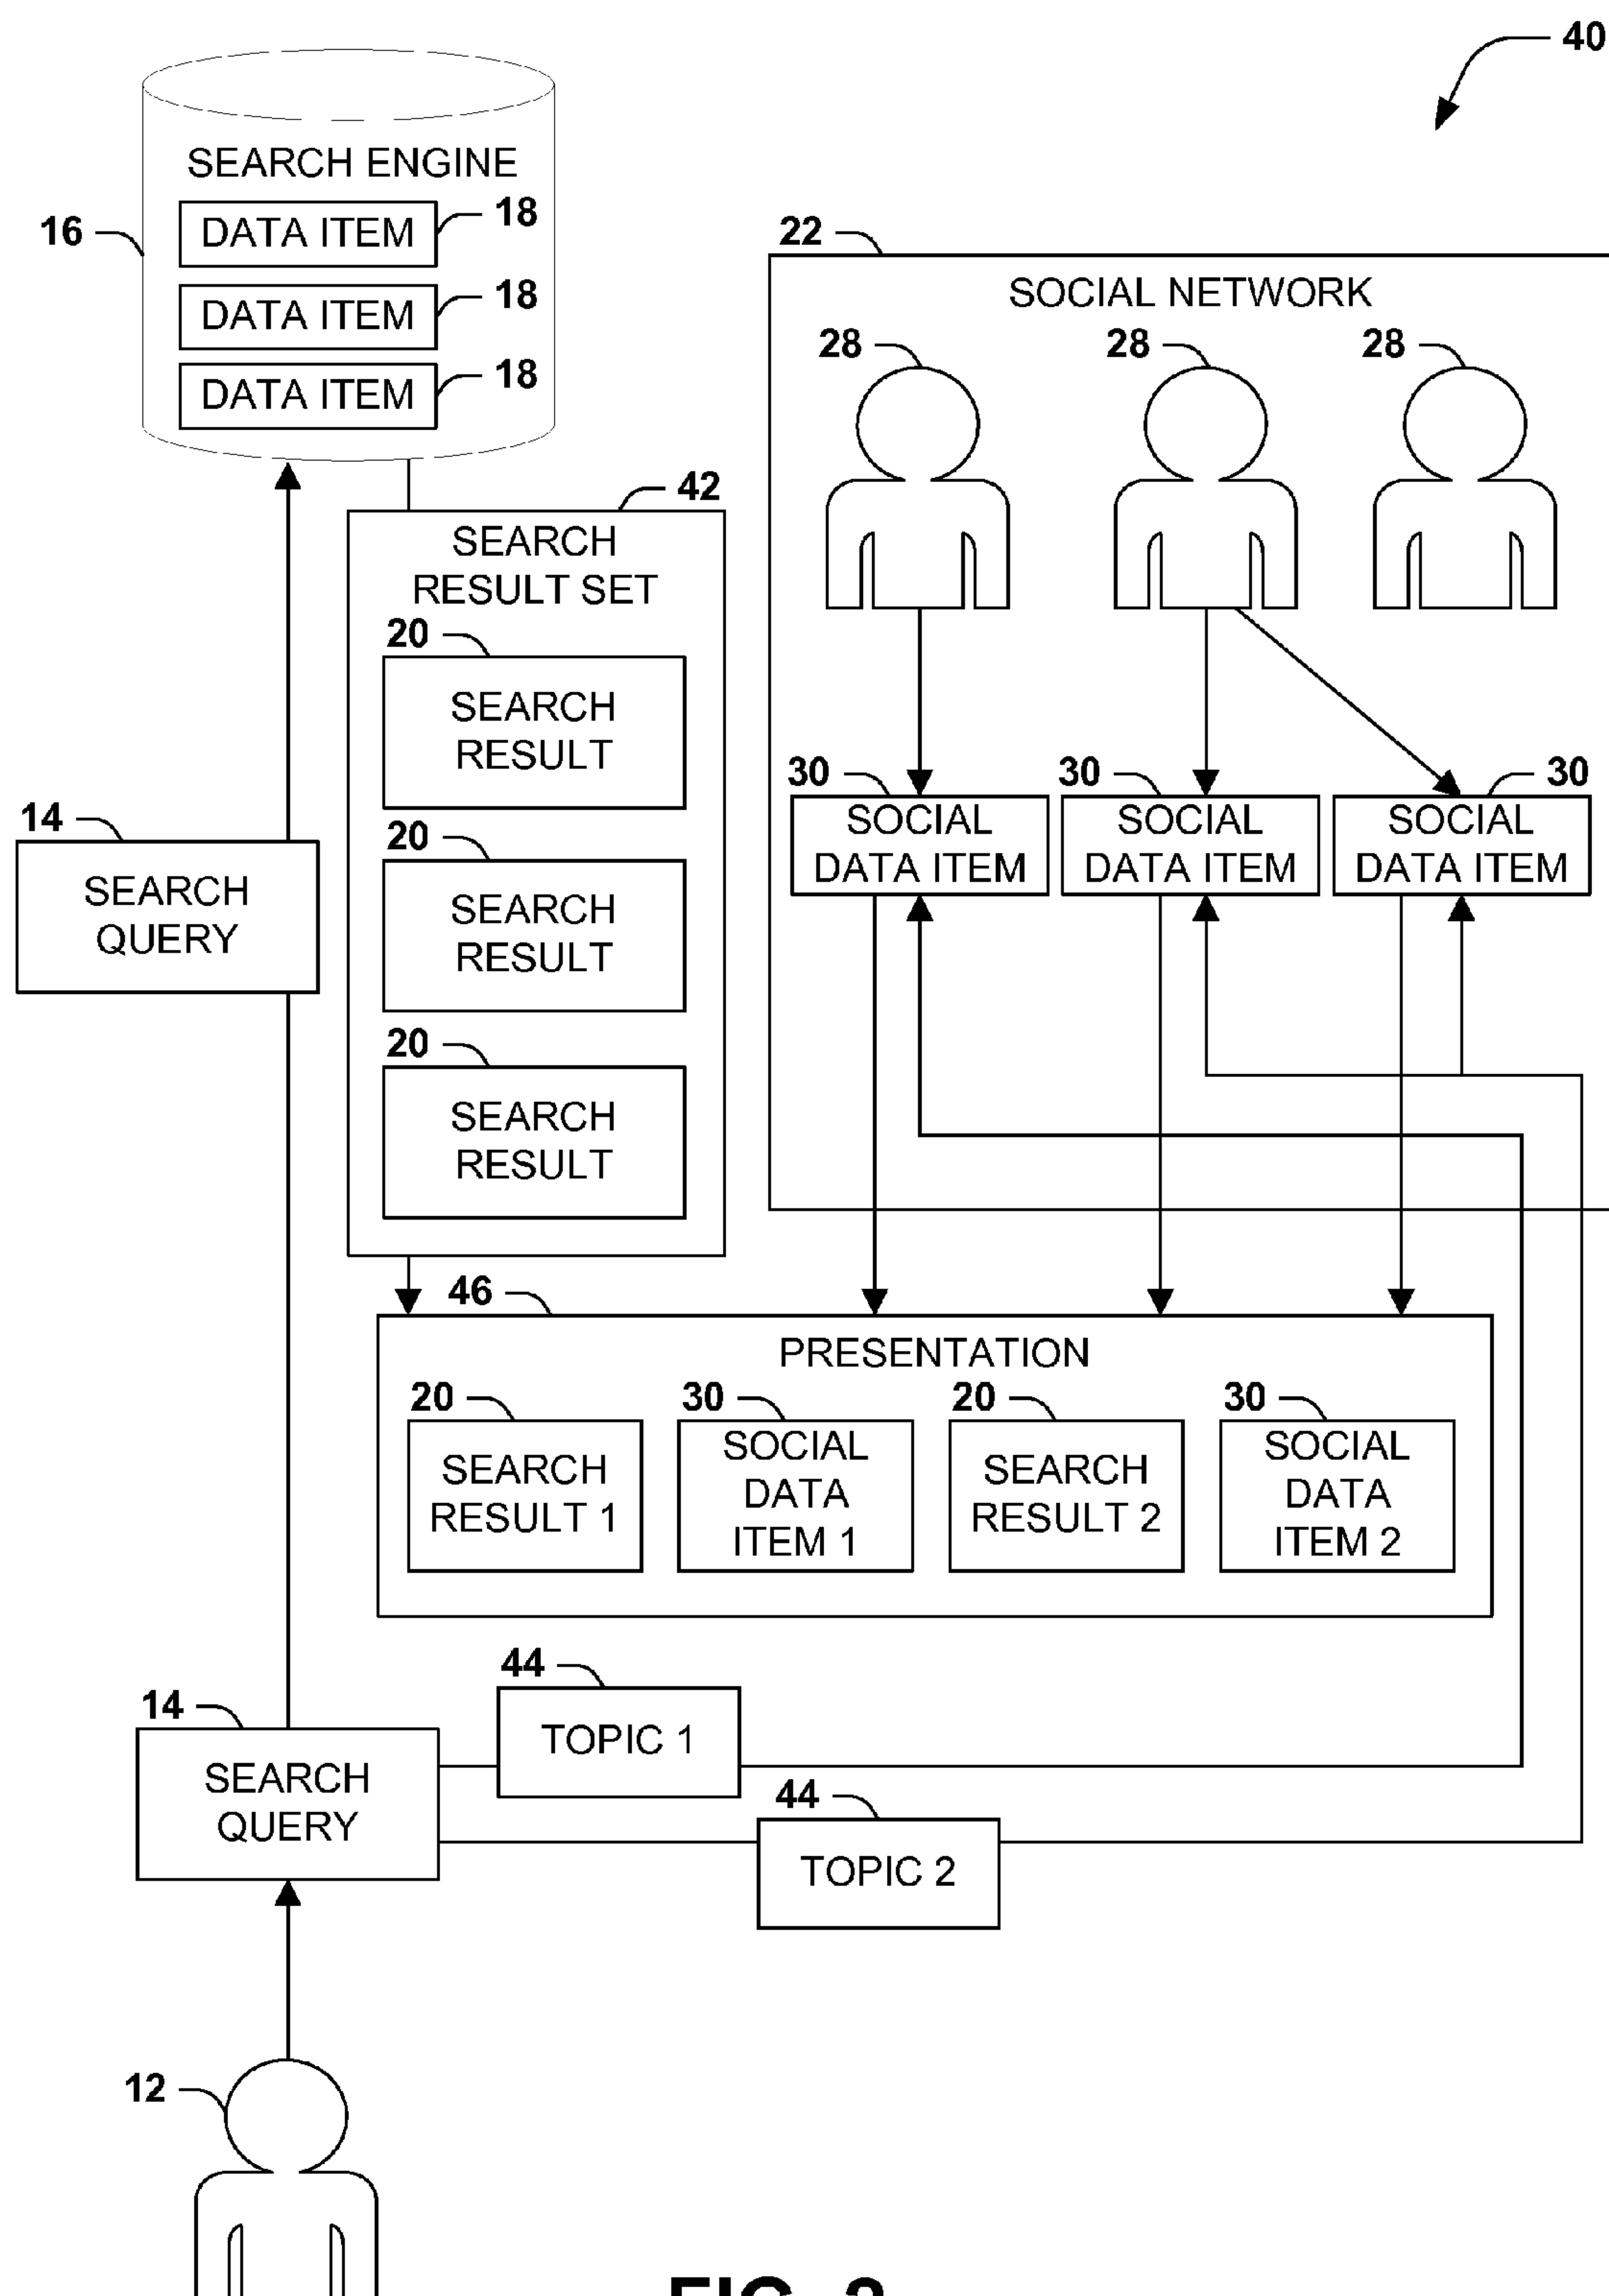 40
SEARCH ENGINE
16
DATA ITEM
18
DATA ITEM
18
DATA ITEM
18
22
SOCIAL NETWORK
28
28
28
42
SEARCH
RESULT SET
20
SEARCH
RESULT
20
SEARCH
RESULT
20
SEARCH
RESULT
14
SEARCH
QUERY
30
SOCIAL
DATA ITEM
30
SOCIAL
DATA ITEM
30
SOCIAL
DATA ITEM
46
PRESENTATION
20
SEARCH
RESULT 1
30
SOCIAL
DATA
ITEM 1
20
SEARCH
RESULT 2
30
SOCIAL
DATA
ITEM 2
14
SEARCH
QUERY
44
TOPIC 1
44
TOPIC 2
12
FIG.